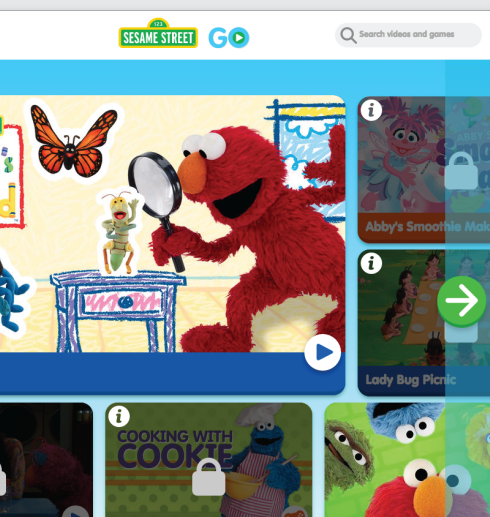 123
SESAME STREET GO
Search videos and games
Abby's Smoothie Mak
Lady Bug Picnic
COOKING WITH
COOKIE